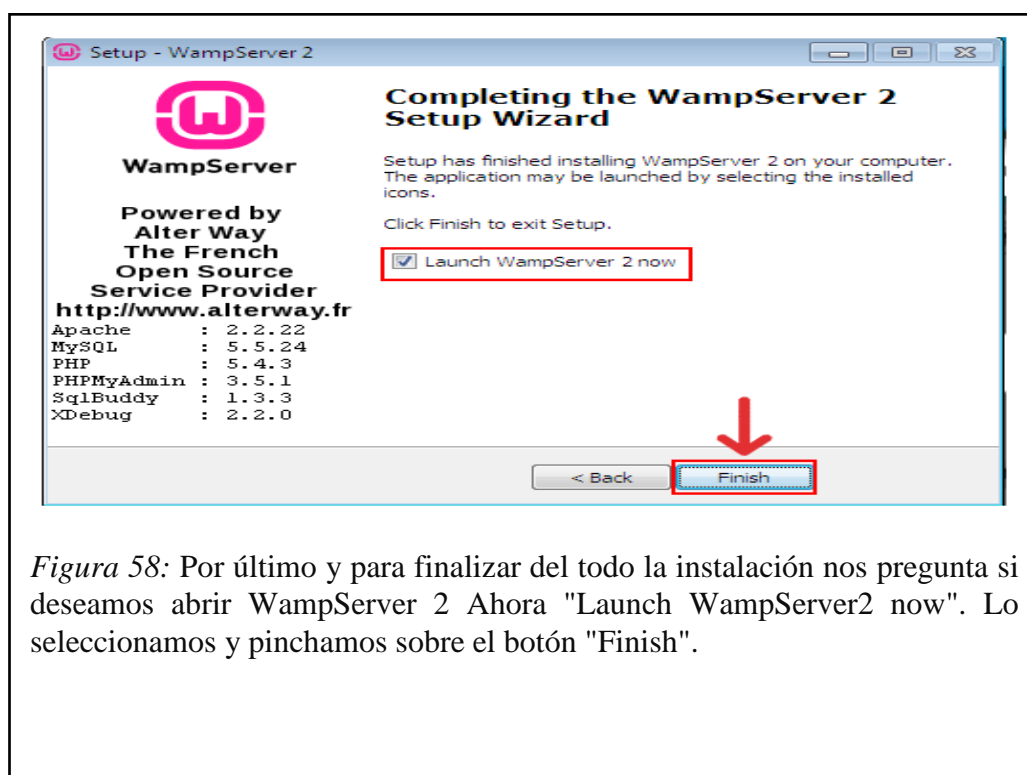 Setup - WampServer 2
WampServer
Powered by
Alter Way
The French
Open Source
Service Provider
http://www.alterway.fr
Apache : 2.2.22
MySQL : 5.5.24
PHP : 5.4.3
PHPMyAdmin : 3.5.1
SqlBuddy : 1.3.3
XDebug : 2.2.0
Completing the WampServer 2
Setup Wizard
Setup has finished installing WampServer 2 on your computer.
The application may be launched by selecting the installed
icons.
Click Finish to exit Setup.
Launch WampServer 2 now
< Back
Finish
Figura 58: Por último y para finalizar del todo la instalación nos pregunta si
deseamos abrir WampServer 2 Ahora "Launch WampServer2 now". Lo
seleccionamos y pinchamos sobre el botón "Finish".